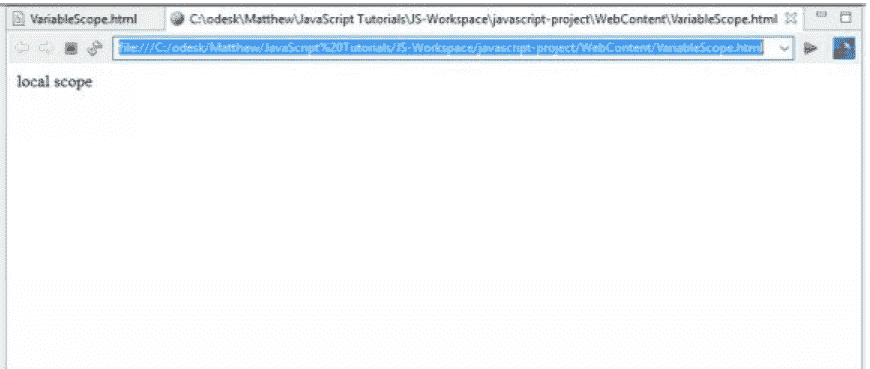 VariableScope.html
C:\odesk\Matthew\JavaScript Tutorials\JS-Workspace\javascript-project\WebContent\VariableScope.html
file:///C:/odesk/Matthew/JavaScript%20Tutorials/JS-Workspace/javascript-project/WebContent/VariableScope.html
local scope